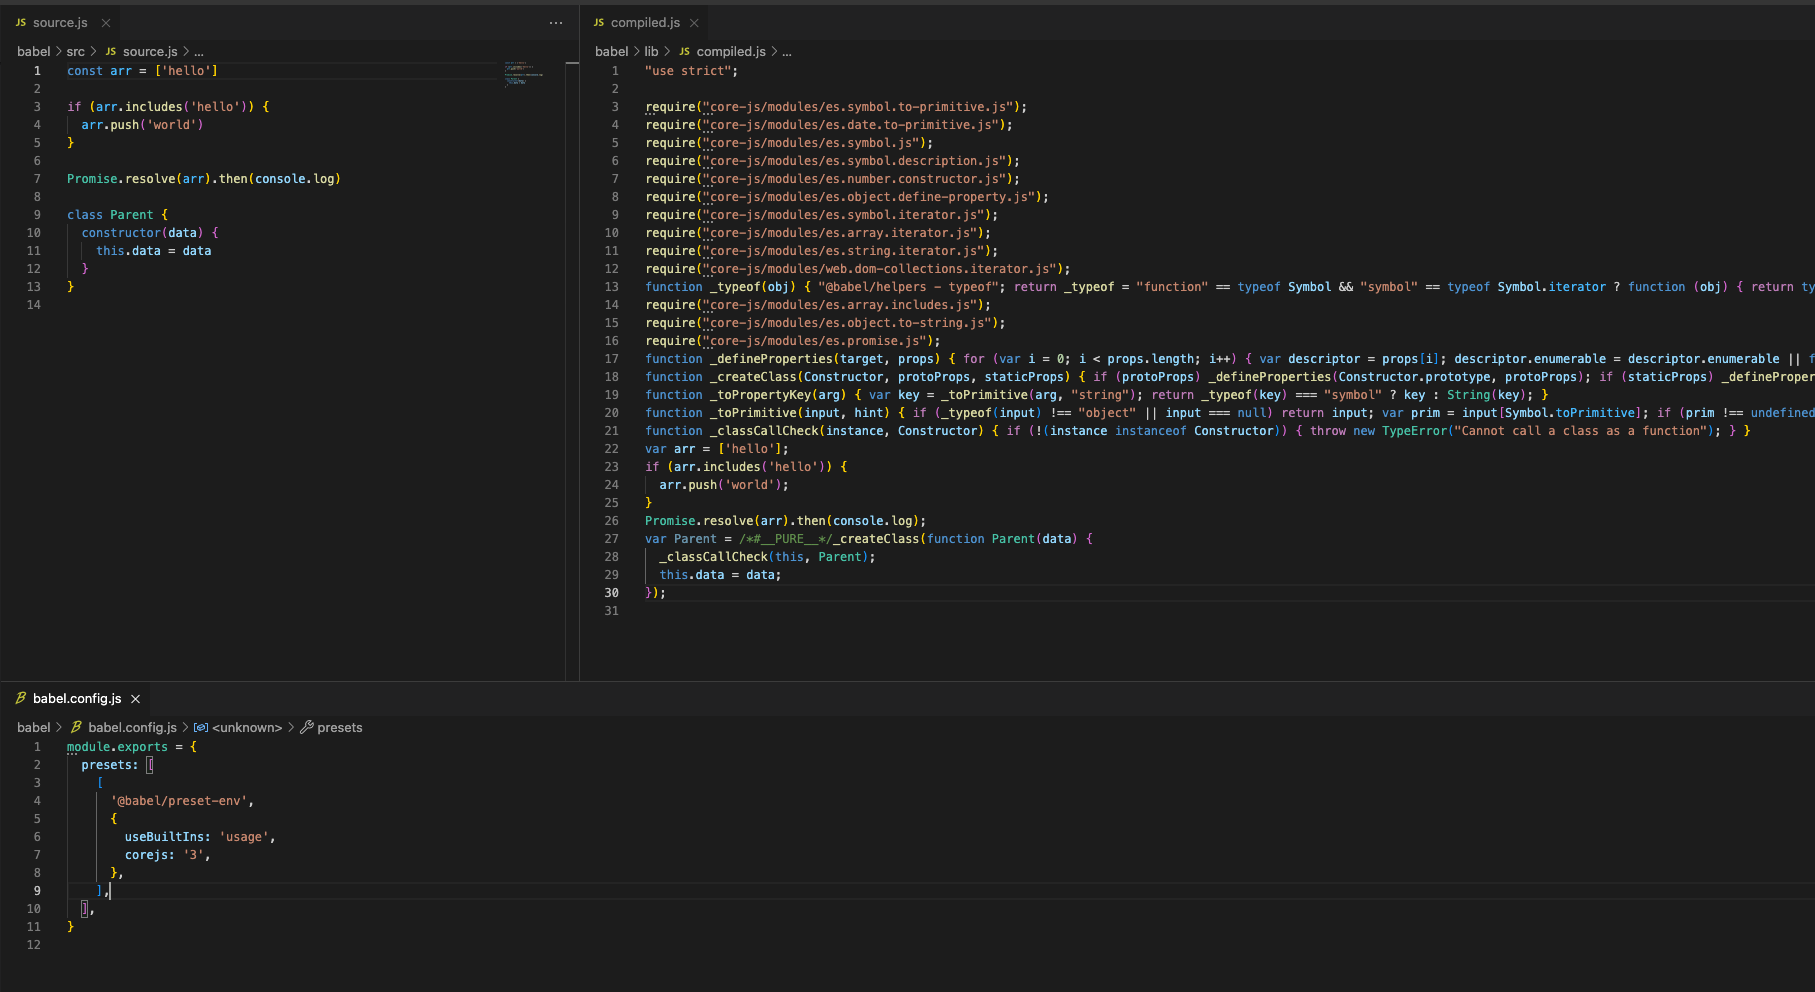 JS source.js × ...
babel > src > JS source.js > ...
1 const arr = ['hello']
2
3 if (arr.includes('hello')) {
4 arr.push('world')
5 }
6
7 Promise.resolve(arr).then(console.log)
8
9 class Parent {
10 constructor(data) {
11 this.data = data
12 }
13 }
14
JS compiled.js ×
babel > lib > JS compiled.js > ...
1 "use strict";
2
3 require("core-js/modules/es.symbol.to-primitive.js");
4 require("core-js/modules/es.date.to-primitive.js");
5 require("core-js/modules/es.symbol.js");
6 require("core-js/modules/es.symbol.description.js");
7 require("core-js/modules/es.number.constructor.js");
8 require("core-js/modules/es.object.define-property.js");
9 require("core-js/modules/es.symbol.iterator.js");
10 require("core-js/modules/es.array.iterator.js");
11 require("core-js/modules/es.string.iterator.js");
12 require("core-js/modules/web.dom-collections.iterator.js");
13 function _typeof(obj) { "@babel/helpers - typeof"; return _typeof = "function" == typeof Symbol && "symbol" == typeof Symbol.iterator ? function (obj) { return ty
14 require("core-js/modules/es.array.includes.js");
15 require("core-js/modules/es.object.to-string.js");
16 require("core-js/modules/es.promise.js");
17 function _defineProperties(target, props) { for (var i = 0; i < props.length; i++) { var descriptor = props[i]; descriptor.enumerable = descriptor.enumerable || f
18 function _createClass(Constructor, protoProps, staticProps) { if (protoProps) _defineProperties(Constructor.prototype, protoProps); if (staticProps) _definePropер
19 function _toPropertyKey(arg) { var key = _toPrimitive(arg, "string"); return _typeof(key) === "symbol" ? key : String(key); }
20 function _toPrimitive(input, hint) { if (_typeof(input) !== "object" || input === null) return input; var prim = input[Symbol.toPrimitive]; if (prim !== undefined
21 function _classCallCheck(instance, Constructor) { if (!(instance instanceof Constructor)) { throw new TypeError("Cannot call a class as a function"); } }
22 var arr = ['hello'];
23 if (arr.includes('hello')) {
24 arr.push('world');
25 }
26 Promise.resolve(arr).then(console.log);
27 var Parent = /*#__PURE__*/_createClass(function Parent(data) {
28 _classCallCheck(this, Parent);
29 this.data = data;
30 });
31
babel.config.js ×
babel > babel.config.js > <unknown> > presets
1 module.exports = {
2 presets: [
3 [
4 '@babel/preset-env',
5 {
6 useBuiltIns: 'usage',
7 corejs: '3',
8 },
9 ],
10 ],
11 }
12